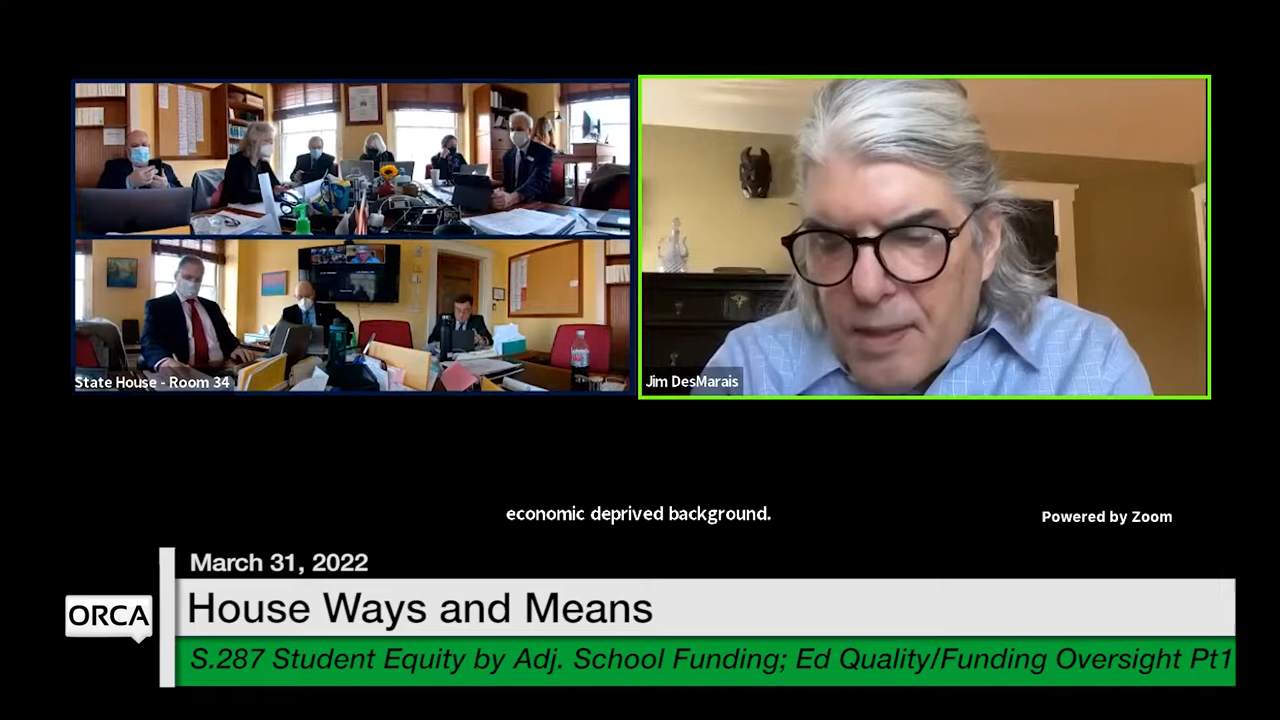 State House - Room 34
Jim DesMarais
economic deprived background.
Powered by Zoom
March 31, 2022
ORCA
House Ways and Means
S.287 Student Equity by Adj. School Funding; Ed Quality/Funding Oversight Pt1